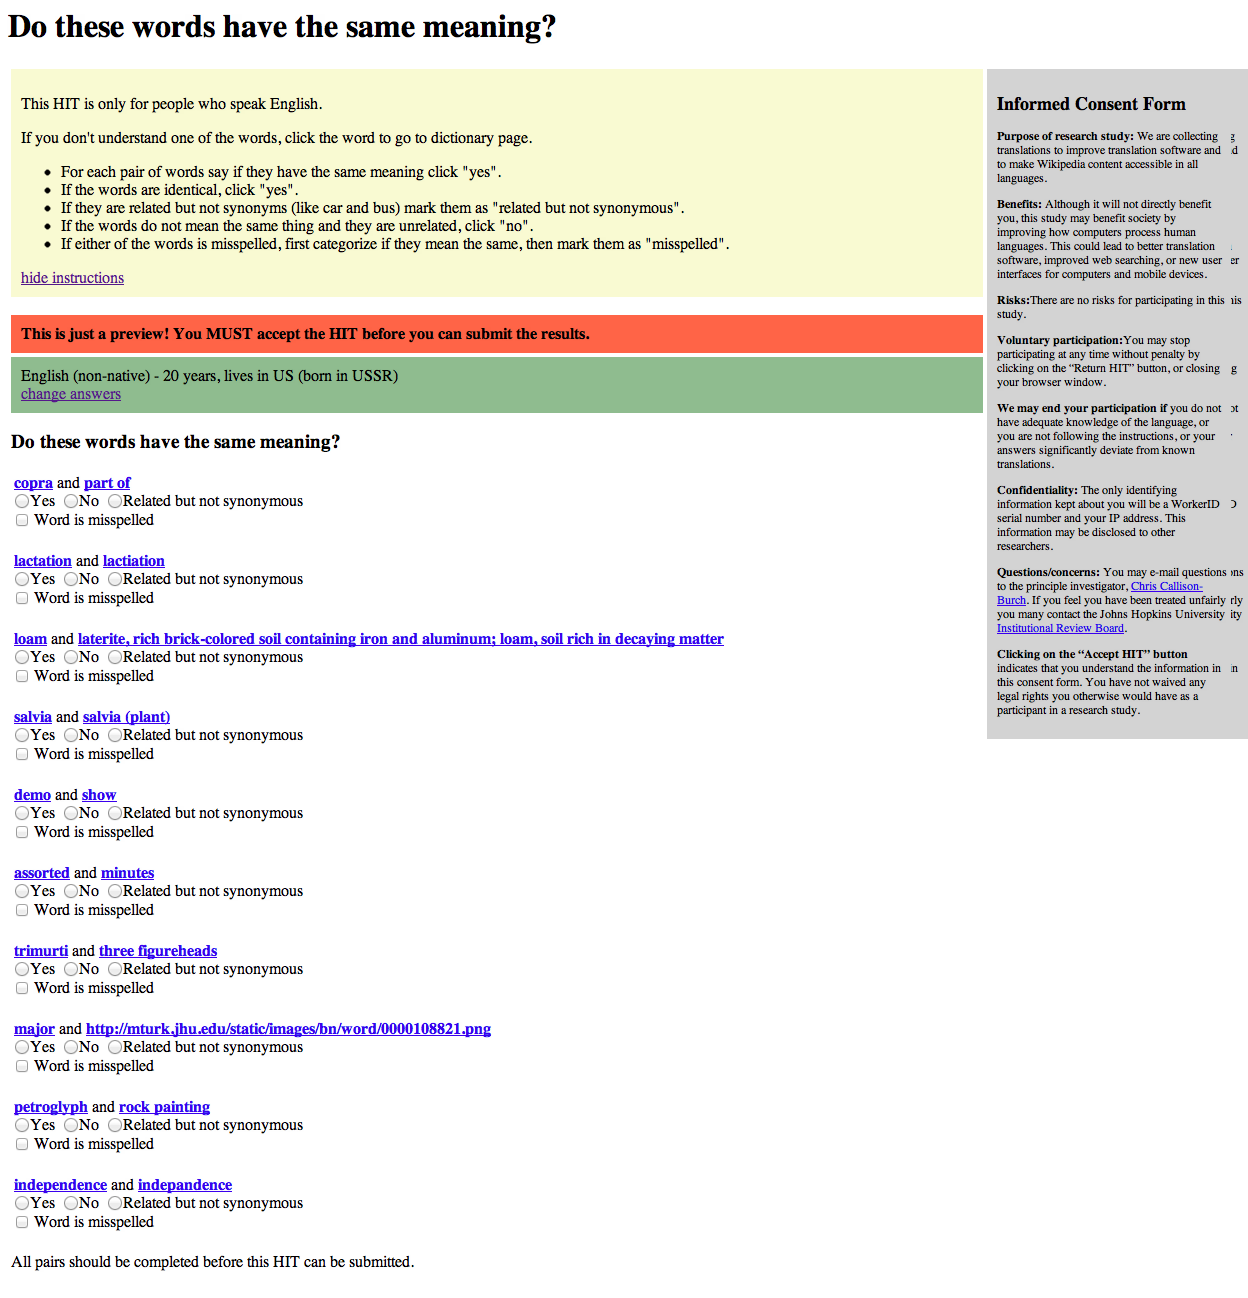 Do these words have the same meaning?
This HIT is only for people who speak English.
If you don't understand one of the words, click the word to go to dictionary page.
• For each pair of words say if they have the same meaning click "yes".
• If the words are identical, click "yes".
• If they are related but not synonyms (like car and bus) mark them as "related but not synonymous".
• If the words do not mean the same thing and they are unrelated, click "no".
• If either of the words is misspelled, first categorize if they mean the same, then mark them as "misspelled".
hide instructions
This is just a preview! You MUST accept the HIT before you can submit the results.
English (non-native) - 20 years, lives in US (born in USSR)
change answers
Do these words have the same meaning?
copra and part of
Yes No Related but not synonymous
Word is misspelled
lactation and lactiation
Yes No Related but not synonymous
Word is misspelled
loam and laterite, rich brick-colored soil containing iron and aluminum; loam, soil rich in decaying matter
Yes No Related but not synonymous
Word is misspelled
salvia and salvia (plant)
Yes No Related but not synonymous
Word is misspelled
demo and show
Yes No Related but not synonymous
Word is misspelled
assorted and minutes
Yes No Related but not synonymous
Word is misspelled
trimurti and three figureheads
Yes No Related but not synonymous
Word is misspelled
major and http://mturk.jhu.edu/static/images/bn/word/0000108821.png
Yes No Related but not synonymous
Word is misspelled
petroglyph and rock painting
Yes No Related but not synonymous
Word is misspelled
independence and indepandence
Yes No Related but not synonymous
Word is misspelled
All pairs should be completed before this HIT can be submitted.
Informed Consent Form
Purpose of research study: We are collecting
translations to improve translation software and
to make Wikipedia content accessible in all
languages.
Benefits: Although it will not directly benefit
you, this study may benefit society by
improving how computers process human
languages. This could lead to better translation
software, improved web searching, or new user
interfaces for computers and mobile devices.
Risks:There are no risks for participating in this
study.
Voluntary participation:You may stop
participating at any time without penalty by
clicking on the “Return HIT” button, or closing
your browser window.
We may end your participation if you do not
have adequate knowledge of the language, or
you are not following the instructions, or your
answers significantly deviate from known
translations.
Confidentiality: The only identifying
information kept about you will be a WorkerID
serial number and your IP address. This
information may be disclosed to other
researchers.
Questions/concerns: You may e-mail questions
to the principle investigator, Chris Callison-
Burch. If you feel you have been treated unfairly
you many contact the Johns Hopkins University
Institutional Review Board.
Clicking on the “Accept HIT” button
indicates that you understand the information in
this consent form. You have not waived any
legal rights you otherwise would have as a
participant in a research study.